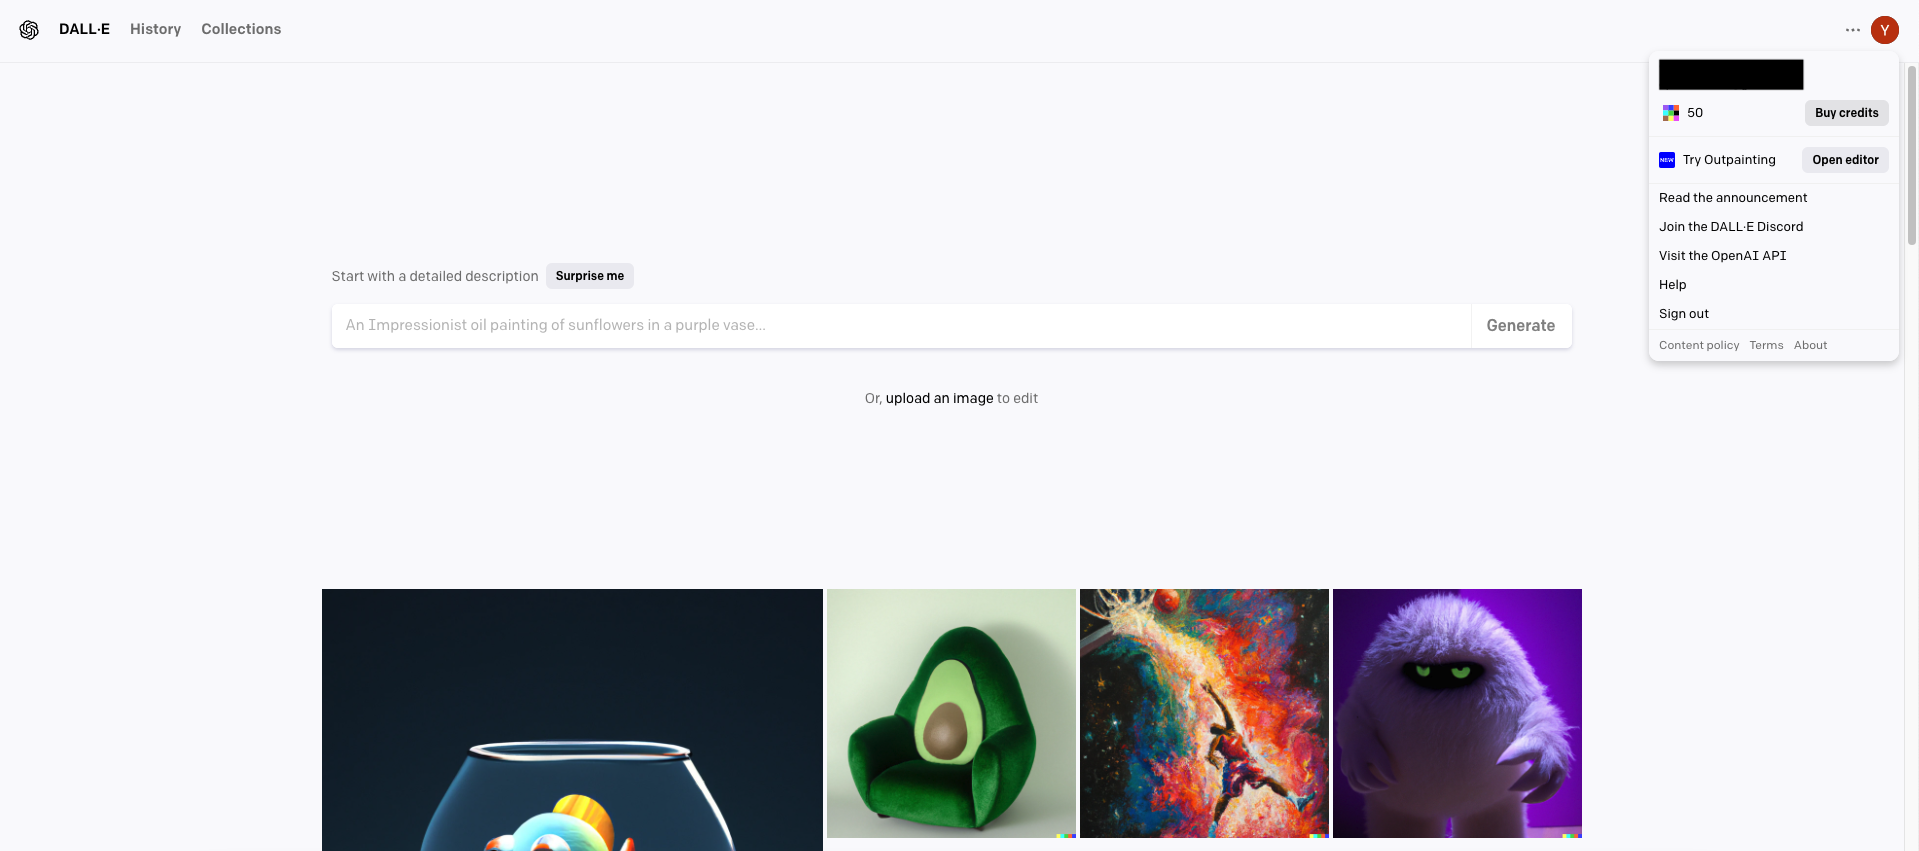 DALL·E History Collections ··· Y
50 Buy credits
NEW Try Outpainting Open editor
Read the announcement
Join the DALL·E Discord
Visit the OpenAI API
Help
Sign out
Content policy Terms About
Start with a detailed description Surprise me
An Impressionist oil painting of sunflowers in a purple vase... Generate
Or, upload an image to edit